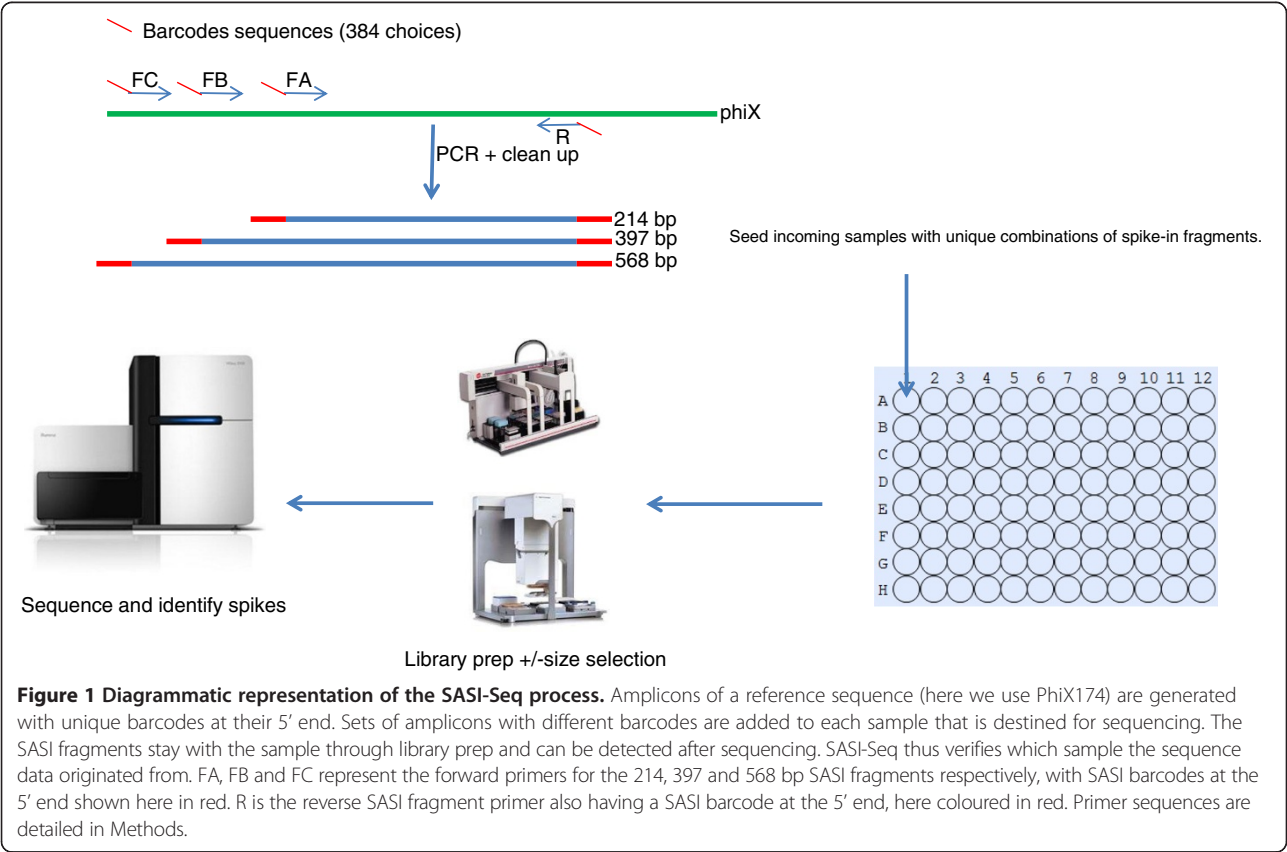 Barcodes sequences (384 choices)
FC FB FA
phiX
R
PCR + clean up
214 bp
397 bp
568 bp
Seed incoming samples with unique combinations of spike-in fragments.
2 3 4 5 6 7 8 9 10 11 12
A
B
C
D
E
F
G
H
Sequence and identify spikes
Library prep +/-size selection
Figure 1 Diagrammatic representation of the SASI-Seq process. Amplicons of a reference sequence (here we use PhiX174) are generated
with unique barcodes at their 5′ end. Sets of amplicons with different barcodes are added to each sample that is destined for sequencing. The
SASI fragments stay with the sample through library prep and can be detected after sequencing. SASI-Seq thus verifies which sample the sequence
data originated from. FA, FB and FC represent the forward primers for the 214, 397 and 568 bp SASI fragments respectively, with SASI barcodes at the
5′ end shown here in red. R is the reverse SASI fragment primer also having a SASI barcode at the 5′ end, here coloured in red. Primer sequences are
detailed in Methods.